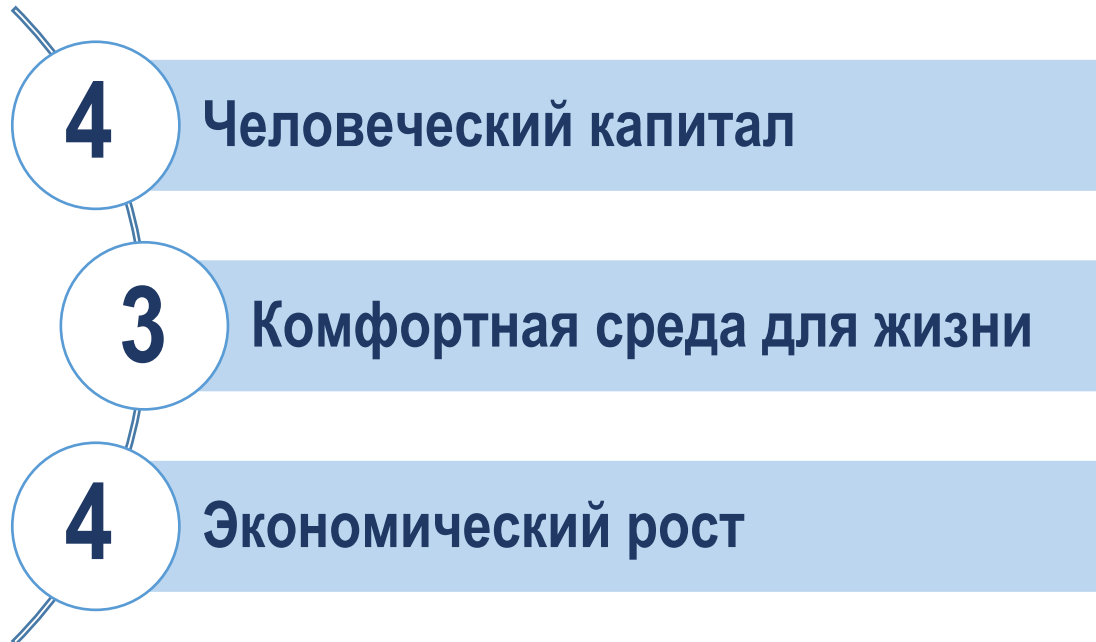 4 Человеческий капитал
3 Комфортная среда для жизни
4 Экономический рост